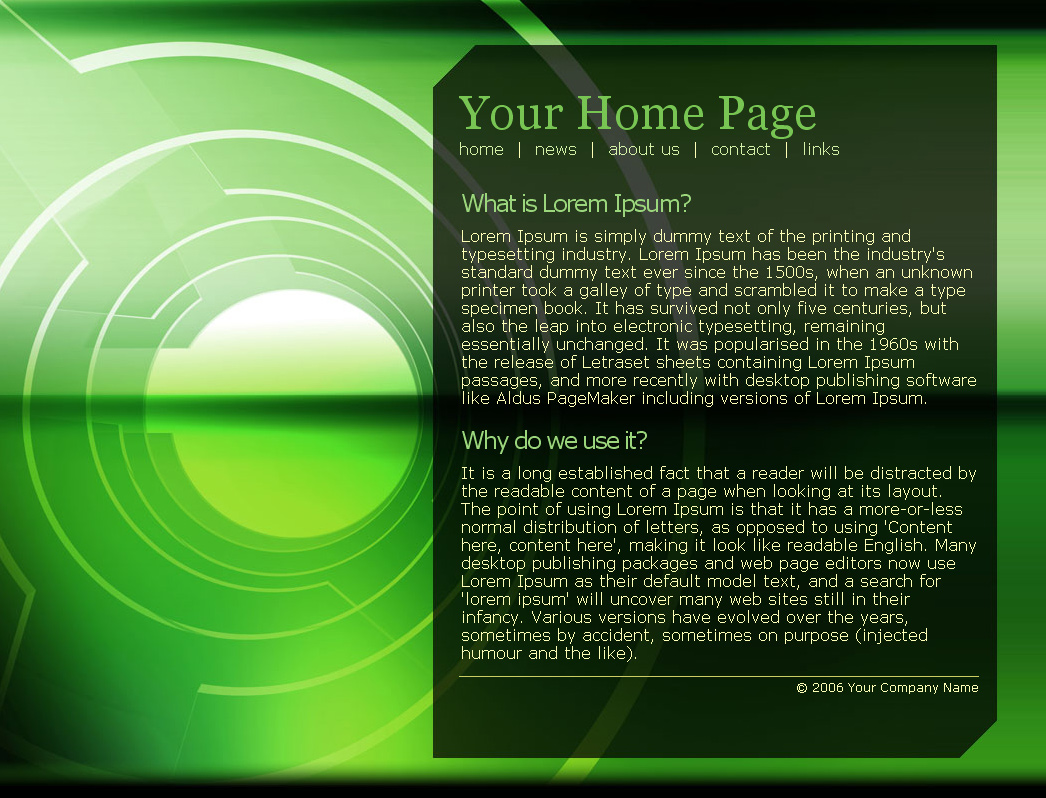 Your Home Page
home | news | about us | contact | links
What is Lorem Ipsum?
Lorem Ipsum is simply dummy text of the printing and
typesetting industry. Lorem Ipsum has been the industry's
standard dummy text ever since the 1500s, when an unknown
printer took a galley of type and scrambled it to make a type
specimen book. It has survived not only five centuries, but
also the leap into electronic typesetting, remaining
essentially unchanged. It was popularised in the 1960s with
the release of Letraset sheets containing Lorem Ipsum
passages, and more recently with desktop publishing software
like Aldus PageMaker including versions of Lorem Ipsum.
Why do we use it?
It is a long established fact that a reader will be distracted by
the readable content of a page when looking at its layout.
The point of using Lorem Ipsum is that it has a more-or-less
normal distribution of letters, as opposed to using 'Content
here, content here', making it look like readable English. Many
desktop publishing packages and web page editors now use
Lorem Ipsum as their default model text, and a search for
'lorem ipsum' will uncover many web sites still in their
infancy. Various versions have evolved over the years,
sometimes by accident, sometimes on purpose (injected
humour and the like).
© 2006 Your Company Name